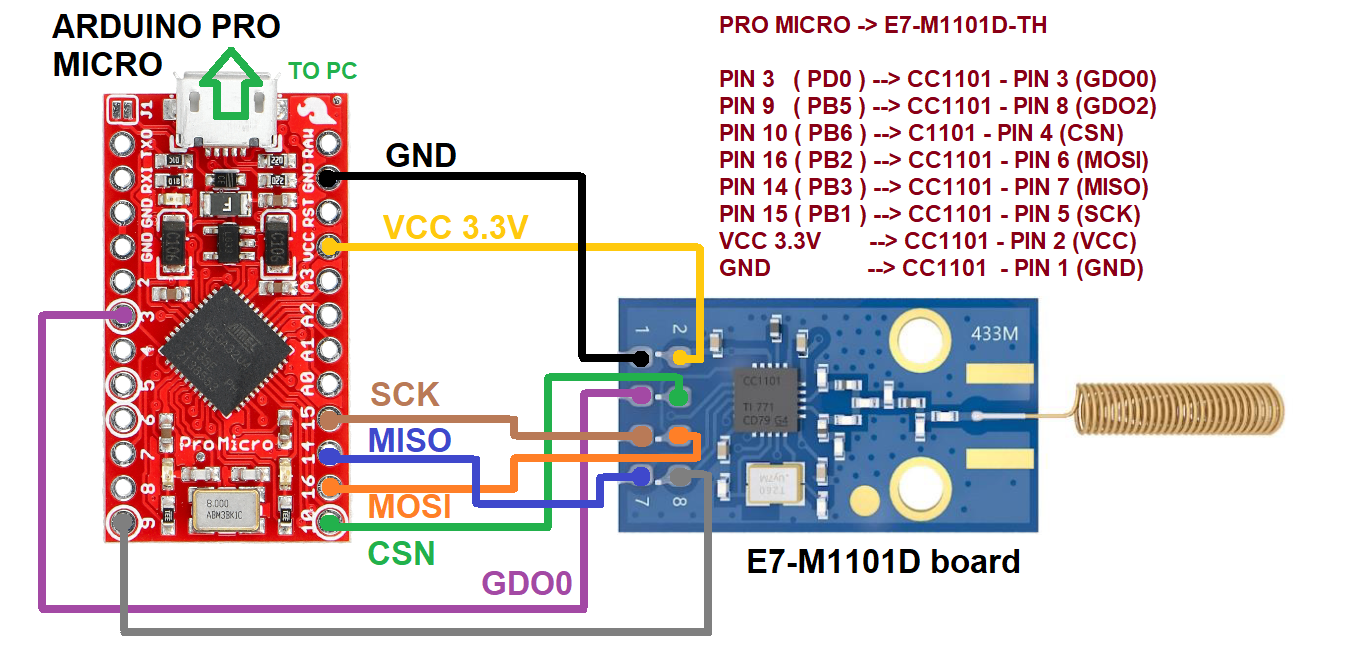 ARDUINO PRO
MICRO
TO PC
PRO MICRO -> E7-M1101D-TH
PIN 3 ( PD0 ) --> CC1101 - PIN 3 (GDO0)
PIN 9 ( PB5 ) --> CC1101 - PIN 8 (GDO2)
PIN 10 ( PB6 ) --> C1101 - PIN 4 (CSN)
PIN 16 ( PB2 ) --> CC1101 - PIN 6 (MOSI)
PIN 14 ( PB3 ) --> CC1101 - PIN 7 (MISO)
PIN 15 ( PB1 ) --> CC1101 - PIN 5 (SCK)
VCC 3.3V --> CC1101 - PIN 2 (VCC)
GND --> CC1101 - PIN 1 (GND)
J1
TXO
RX1
GND
GND
2
3
4
5
6
7
8
9
RAW
GND
RST
VCC
A3
A2
A1
A0
15
14
16
10
F
ATMEL
ProMicro
8.000
GND
VCC 3.3V
SCK
MISO
MOSI
CSN
GDO0
1
2
7
8
CC1101
TI 771
CD79 G4
433M
E7-M1101D board